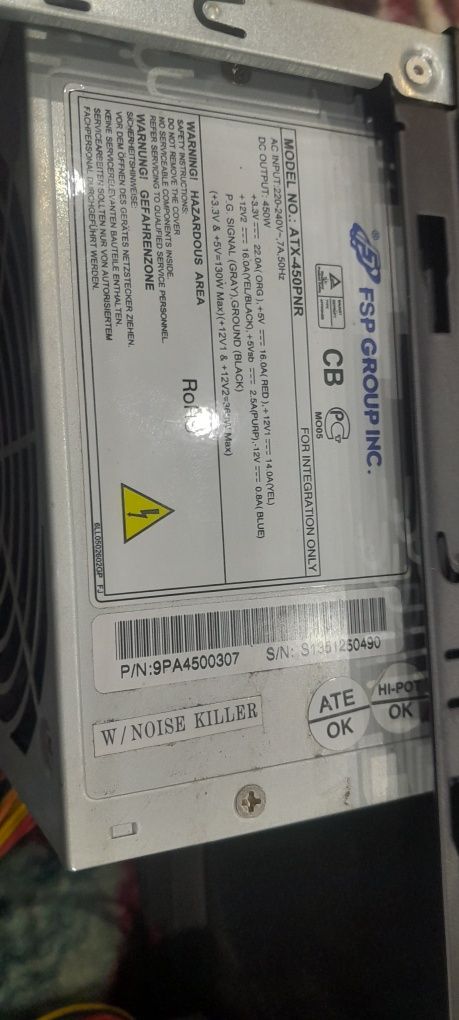 FSP GROUP INC.
CB
MO05
FOR INTEGRATION ONLY
MODEL NO.: ATX-450PNR
AC INPUT:220-240V~,7A,50Hz
DC OUTPUT: 450W
+3.3V⎓22.0A( ORG ),+5V⎓16.0A( RED ),+12V1⎓14.0A(YEL)
+12V2⎓16.0A(YEL/BLACK),+5Vsb⎓2.5A(PURP),-12V⎓0.8A( BLUE)
P.G. SIGNAL (GRAY),GROUND (BLACK)
(+3.3V & +5V=130W Max)(+12V1 & +12V2= Max)
WARNING! HAZARDOUS AREA
SAFETY INSTRUCTIONS:
DO NOT REMOVE THE COVER
NO SERVICEABLE COMPONENTS INSIDE.
REFER SERVICING TO QUALIFIED SERVICE PERSONNEL.
WARNUNG! GEFAHRENZONE
SICHERHEITSHINWEISE:
VOR DEM ÖFFNEN DES GERÄTES NETZSTECKER ZIEHEN.
KEINE SERVICERELEVANTEN BAUTEILE ENTHALTEN.
SERVICEARBEITEN SOLLTEN NUR VON AUTORISIERTEM
FACHPERSONAL DURCHGEFÜHRT WERDEN.
RoHS
P/N:9PA4500307
S/N: S1351250490
W/NOISE KILLER
ATE
OK
HI-POT
OK